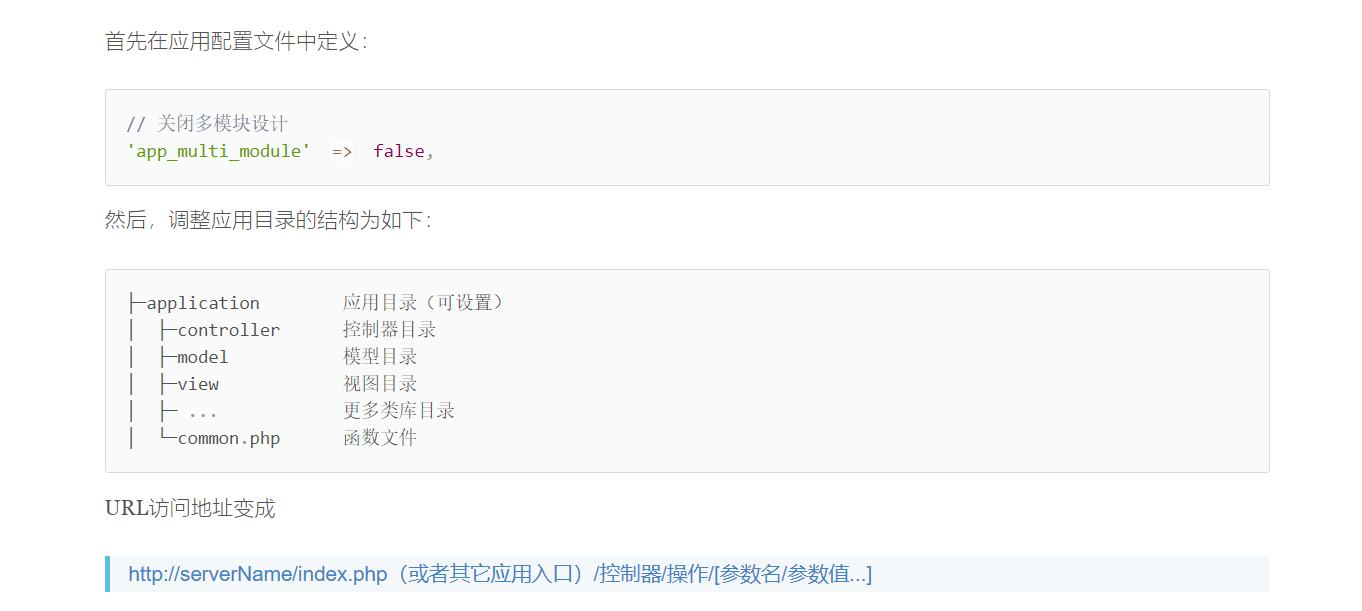 首先在应用配置文件中定义：
// 关闭多模块设计
'app_multi_module'  =>  false,
然后，调整应用目录的结构为如下：
├─application        应用目录（可设置）
│  ├─controller      控制器目录
│  ├─model           模型目录
│  ├─view            视图目录
│  ├─ ...            更多类库目录
│  └─common.php      函数文件
URL访问地址变成
http://serverName/index.php（或者其它应用入口）/控制器/操作/[参数名/参数值...]